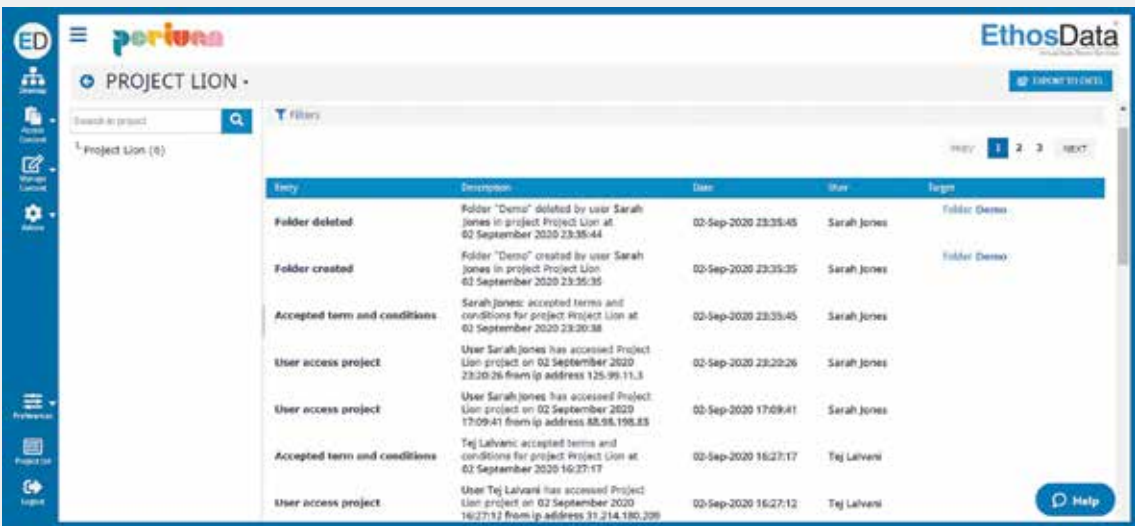 ED
perivan
EthosData
Sitemap
PROJECT LION
EXPORT TO EXCEL
Access
Content
Search in project
Filters
Project Lion (6)
PREV 1 2 3 NEXT
Manage
Content
Entry Description Date User Target
Admin
Folder deleted
Folder "Demo" deleted by user Sarah
Jones in project Project Lion at
02 September 2020 23:35:44
02-Sep-2020 23:35:45
Sarah Jones
Folder Demo
Folder created
Folder "Demo" created by user Sarah
Jones in project Project Lion
02 September 2020 23:35:35
02-Sep-2020 23:35:35
Sarah Jones
Folder Demo
Accepted term and conditions
Sarah Jones: accepted terms and
conditions for project Project Lion at
02 September 2020 23:20:38
02-Sep-2020 23:35:45
Sarah Jones
User access project
User Sarah Jones has accessed Project
Lion project on 02 September 2020
23:20:26 from ip address 125.99.11.3
02-Sep-2020 23:20:26
Sarah Jones
User access project
User Sarah Jones has accessed Project
Lion project on 02 September 2020
17:09:41 from ip address 88.98.198.83
02-Sep-2020 17:09:41
Sarah Jones
Accepted term and conditions
Tej Lalvani: accepted terms and
conditions for project Project Lion at
02 September 2020 16:27:17
02-Sep-2020 16:27:17
Tej Lalvani
User access project
User Tej Lalvani has accessed Project
Lion project on 02 September 2020
16:27:12 from ip address 31.214.180.200
02-Sep-2020 16:27:12
Tej Lalvani
Preferences
Project list
Logout
Help